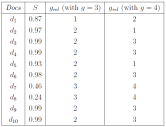 Docs S g_rel (with g = 3) g_rel (with g = 4)
d1 0.87 1 2
d2 0.97 2 1
d3 0.99 2 3
d4 0.99 2 3
d5 0.93 2 1
d6 0.98 2 3
d7 0.46 3 4
d8 0.24 3 4
d9 0.99 2 3
d10 0.99 2 3